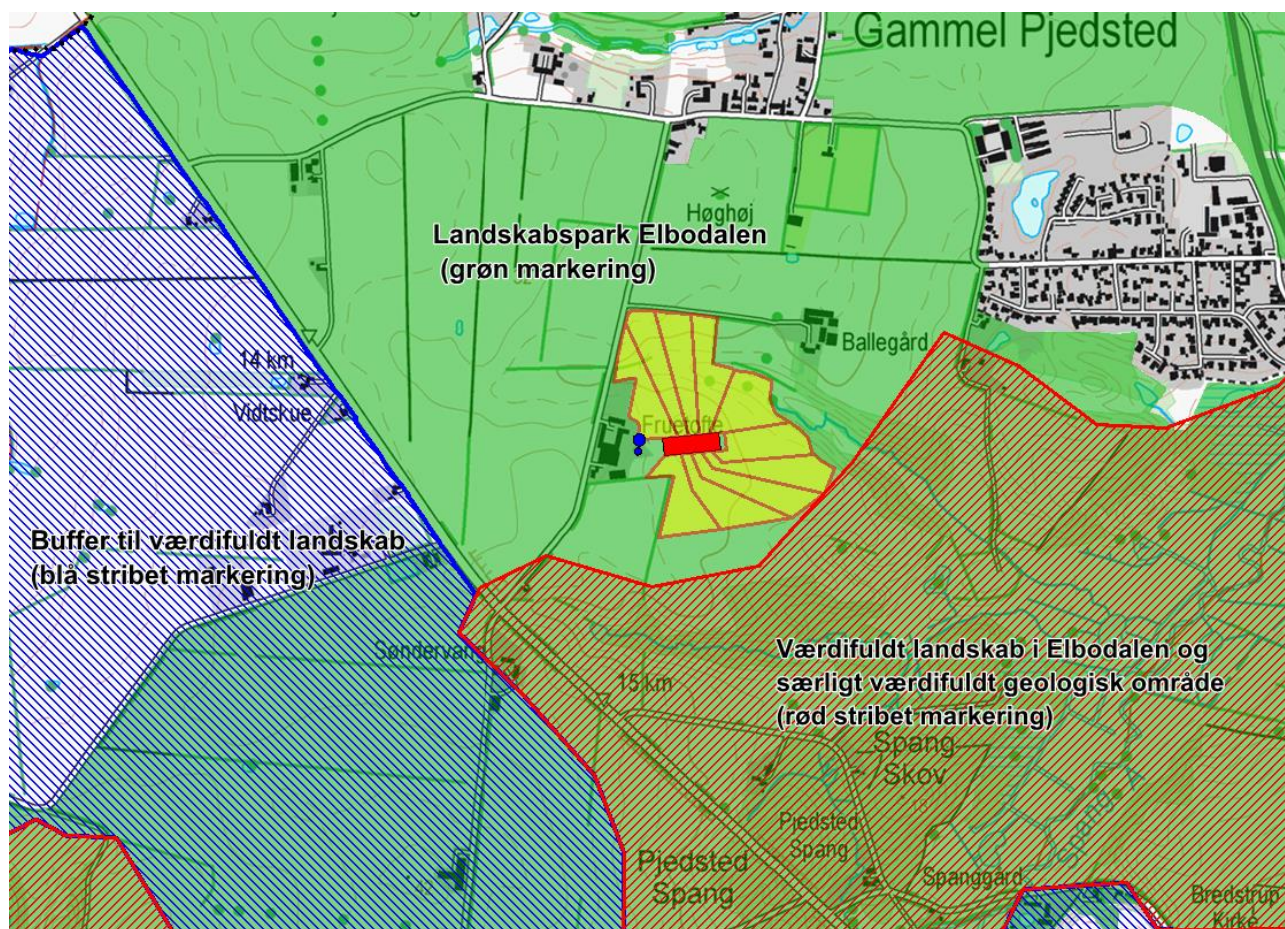 Gammel Pjedsted
Høghøj
Landskabspark Elbodalen
(grøn markering)
Ballegård
14 km
Vidtskue
Fruetofte
Buffer til værdifuldt landskab
(blå stribet markering)
Søndervang
15 km
Værdifuldt landskab i Elbodalen og
særligt værdifuldt geologisk område
(rød stribet markering)
Spang
Skov
Pjedsted
Spang
Spang
Pjedsted
Spang
Spanggård
Bredstrup
Kirke